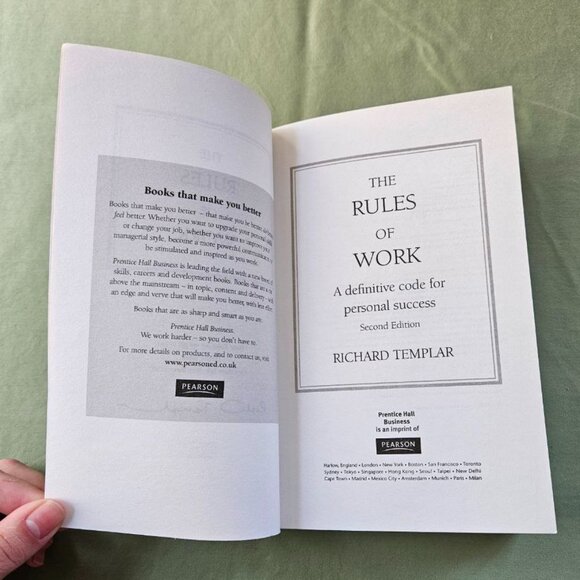 Books that make you better
Books that make you better – that make you be better,
feel better. Whether you want to upgrade your personal skills
or change your job, whether you want to improve your
managerial style, become a more powerful communicator,
be stimulated and inspired as you work.
Prentice Hall Business is leading the field with a new breed of
skills, careers and development books. Books that are a
above the mainstream – in topic, content and delivery – with
an edge and verve that will make you better, with less effort.
Books that are as sharp and smart as you are.
Prentice Hall Business.
We work harder – so you don't have to.
For more details on products, and to contact us, visit
www.pearsoned.co.uk
PEARSON
THE
RULES
OF
WORK
A definitive code for
personal success
Second Edition
RICHARD TEMPLAR
Prentice Hall
Business
is an imprint of
PEARSON
Harlow, England • London • New York • Boston • San Francisco • Toronto
Sydney • Tokyo • Singapore • Hong Kong • Seoul • Taipei • New Delhi
Cape Town • Madrid • Mexico City • Amsterdam • Munich • Paris • Milan